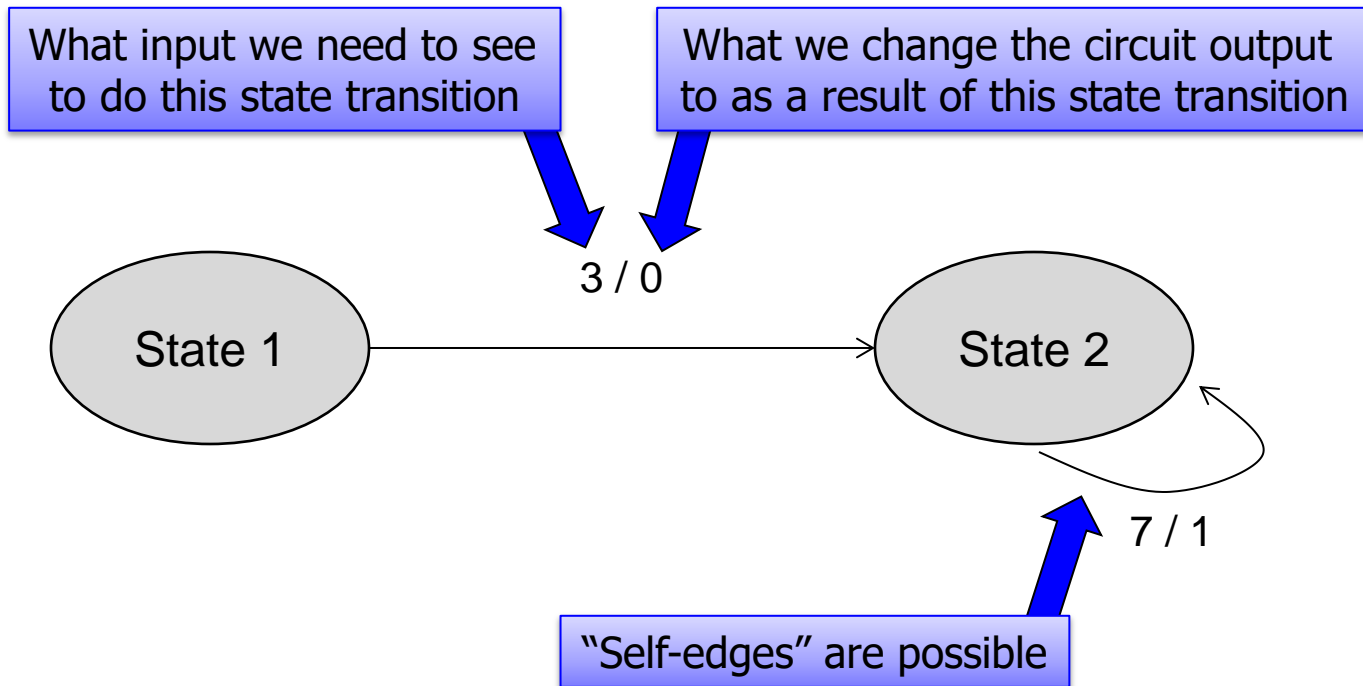 What input we need to see
to do this state transition
What we change the circuit output
to as a result of this state transition
3 / 0
State 1
State 2
7 / 1
“Self-edges” are possible